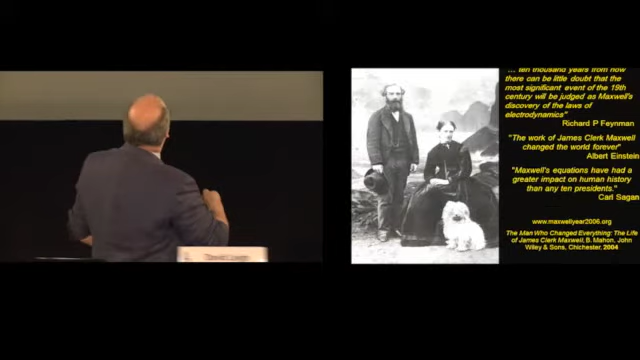 "... ten thousand years from now
there can be little doubt that the
most significant event of the 19th
century will be judged as Maxwell's
discovery of the laws of
electrodynamics"
Richard P Feynman
"The work of James Clerk Maxwell
changed the world forever"
Albert Einstein
"Maxwell's equations have had a
greater impact on human history
than any ten presidents."
Carl Sagan
www.maxwellyear2006.org
The Man Who Changed Everything: The Life
of James Clerk Maxwell, B. Mahon, John
Wiley & Sons, Chichester, 2004